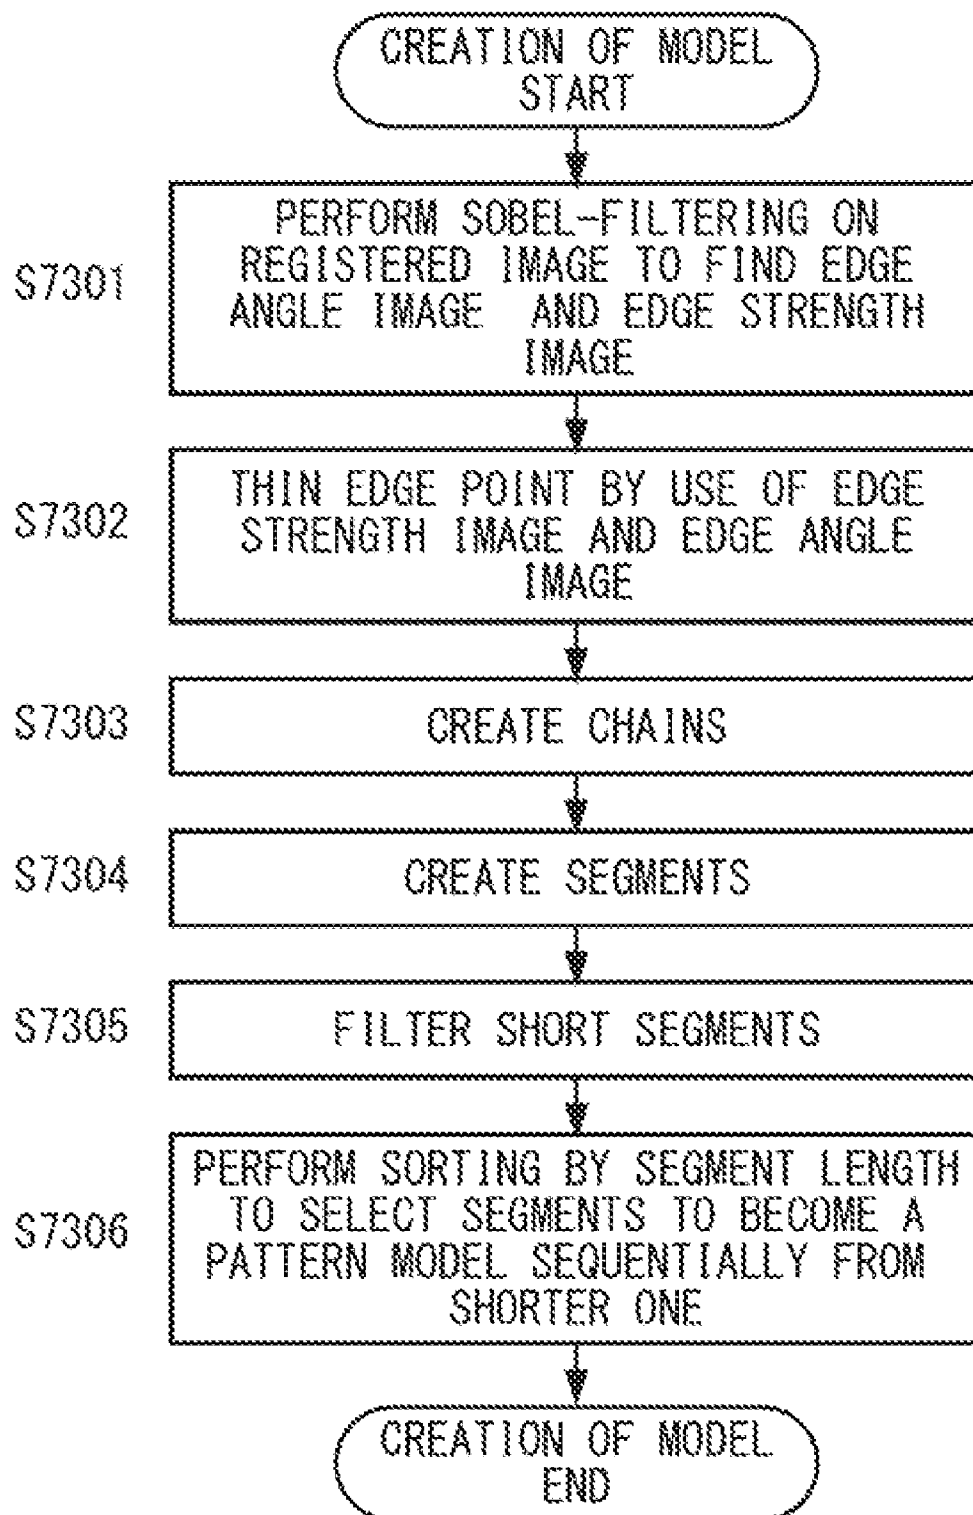 CREATION OF MODEL
START
S7301
PERFORM SOBEL-FILTERING ON
REGISTERED IMAGE TO FIND EDGE
ANGLE IMAGE AND EDGE STRENGTH
IMAGE
S7302
THIN EDGE POINT BY USE OF EDGE
STRENGTH IMAGE AND EDGE ANGLE
IMAGE
S7303
CREATE CHAINS
S7304
CREATE SEGMENTS
S7305
FILTER SHORT SEGMENTS
S7306
PERFORM SORTING BY SEGMENT LENGTH
TO SELECT SEGMENTS TO BECOME A
PATTERN MODEL SEQUENTIALLY FROM
SHORTER ONE
CREATION OF MODEL
END